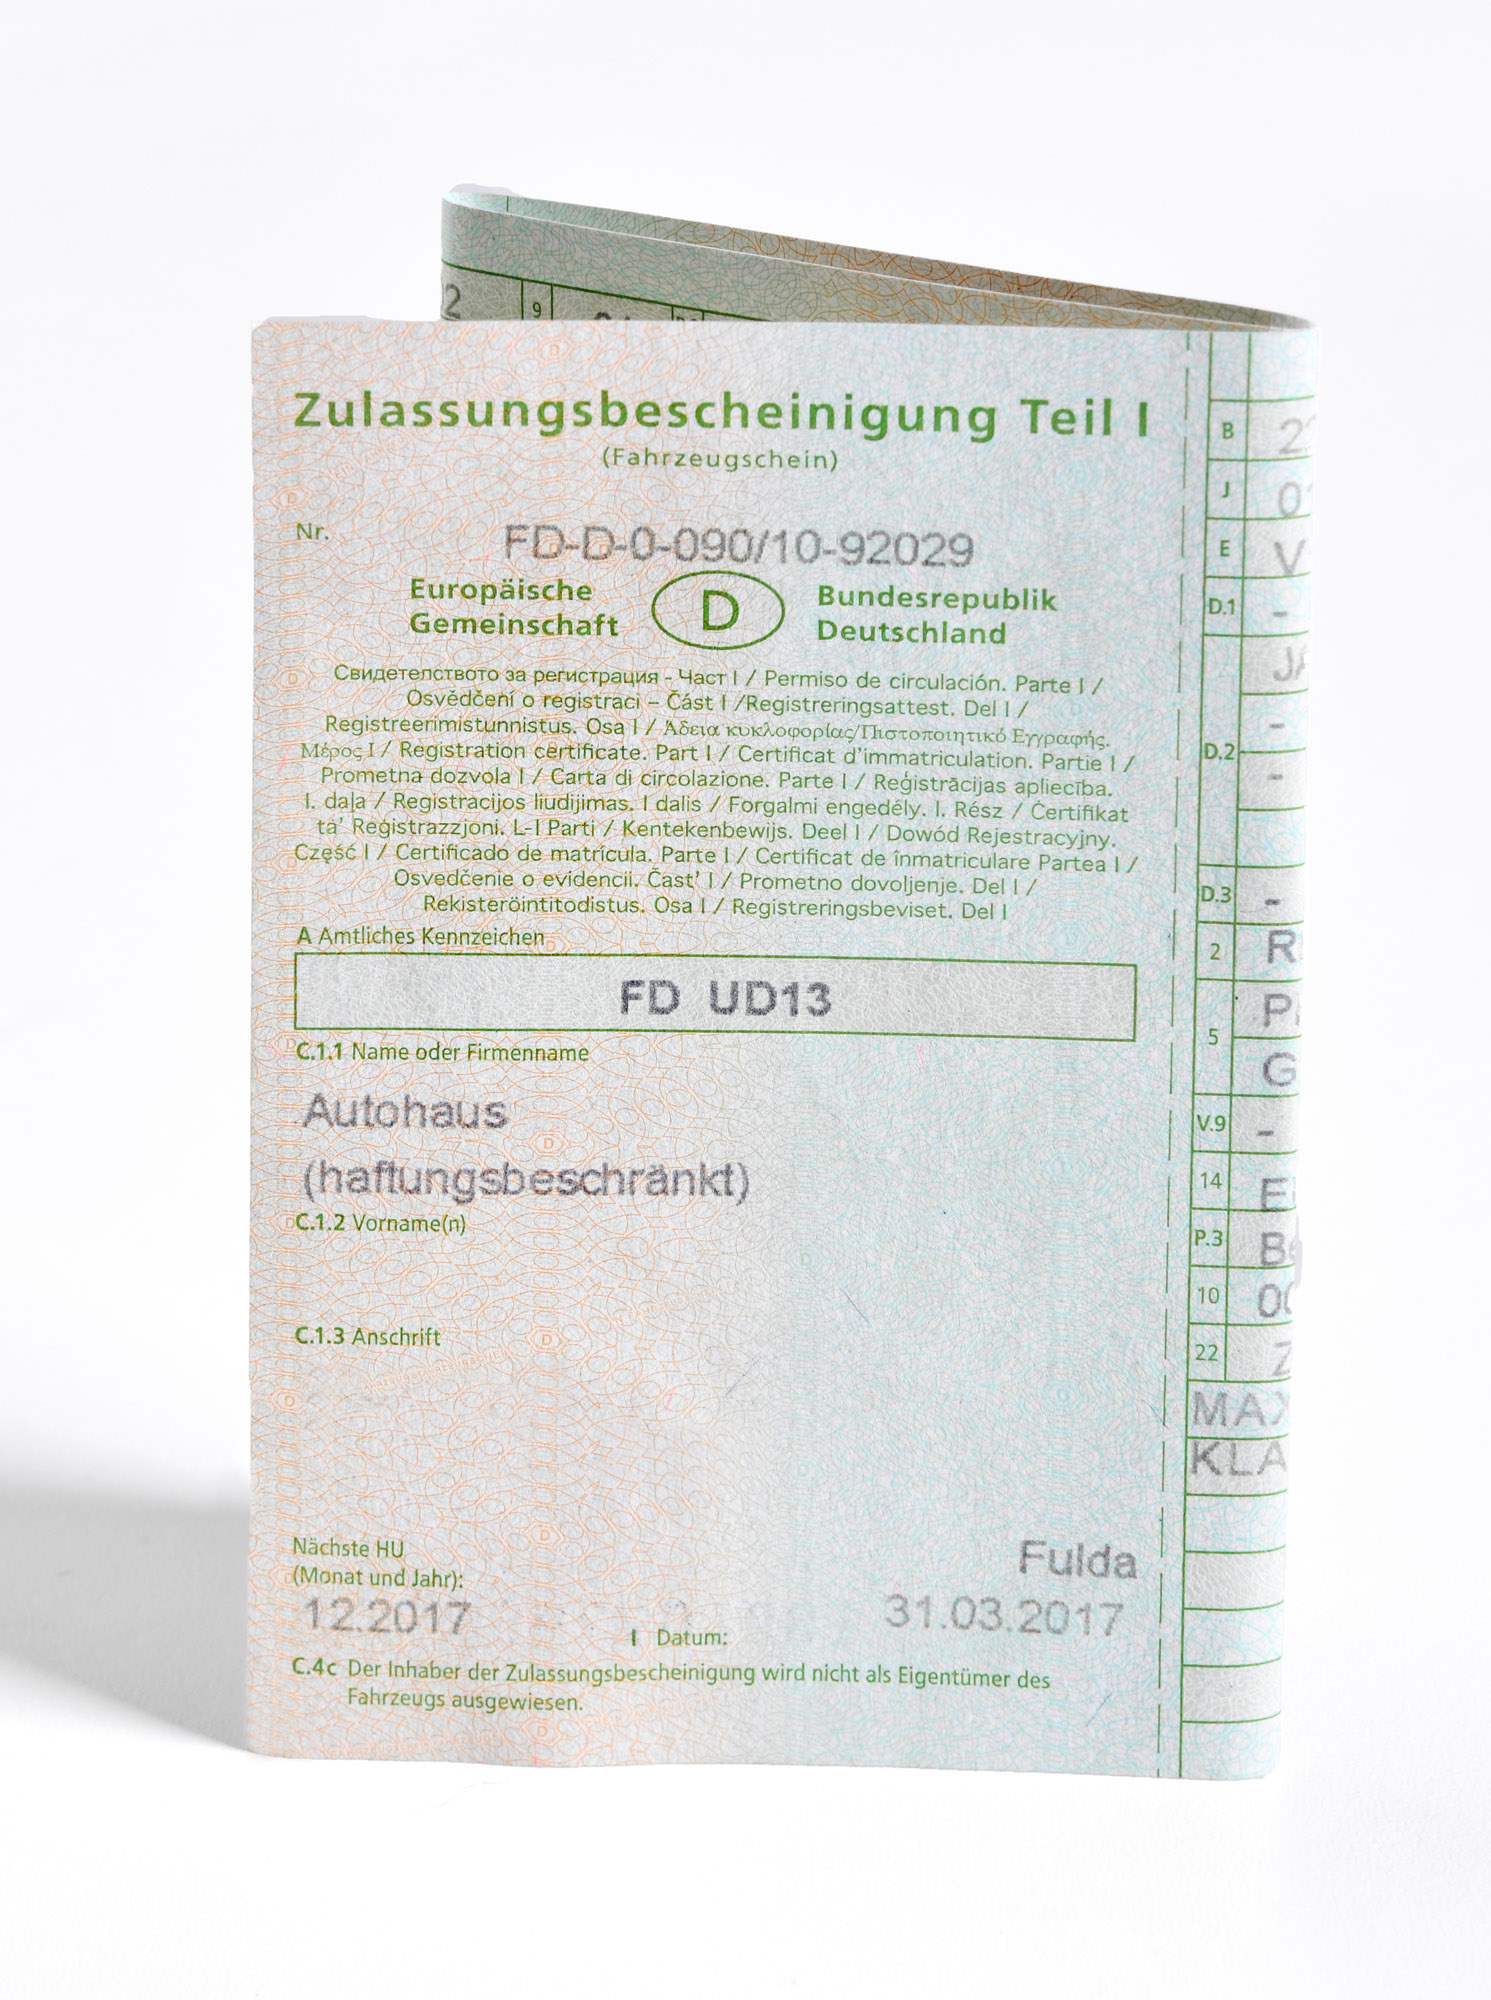 9
Zulassungsbescheinigung Teil I
(Fahrzeugschein)
Nr.
FD-D-0-090/10-92029
Europäische
Gemeinschaft
D
Bundesrepublik
Deutschland
Свидетелството за регистрация - Част I / Permiso de circulación. Parte I /
Osvědčení o registraci – Část I /Registreringsattest. Del I /
Registreerimistunnistus. Osa I / Άδεια κυκλοφορίας/Πιστοποιητικό Εγγραφής.
Μέρος I / Registration certificate. Part I / Certificat d'immatriculation. Partie I /
Prometna dozvola I / Carta di circolazione. Parte I / Reģistrācijas apliecība.
I. daļa / Registracijos liudijimas. I dalis / Forgalmi engedély. I. Rész / Ċertifikat
ta' Reġistrazzjoni. L-I Parti / Kentekenbewijs. Deel I / Dowód Rejestracyjny.
Część I / Certificado de matrícula. Parte I / Certificat de înmatriculare Partea I /
Osvedčenie o evidencii. Časť I / Prometno dovoljenje. Del I /
Rekisteröintitodistus. Osa I / Registreringsbeviset. Del I
A Amtliches Kennzeichen
FD UD13
C.1.1 Name oder Firmenname
Autohaus
(haftungsbeschränkt)
C.1.2 Vorname(n)
C.1.3 Anschrift
Nächste HU
(Monat und Jahr):
12.2017
Fulda
I Datum:
31.03.2017
C.4c Der Inhaber der Zulassungsbescheinigung wird nicht als Eigentümer des
Fahrzeugs ausgewiesen.
B
J
E
D.1
D.2
D.3
2
5
V.9
14
P.3
10
22
MAX
KLA